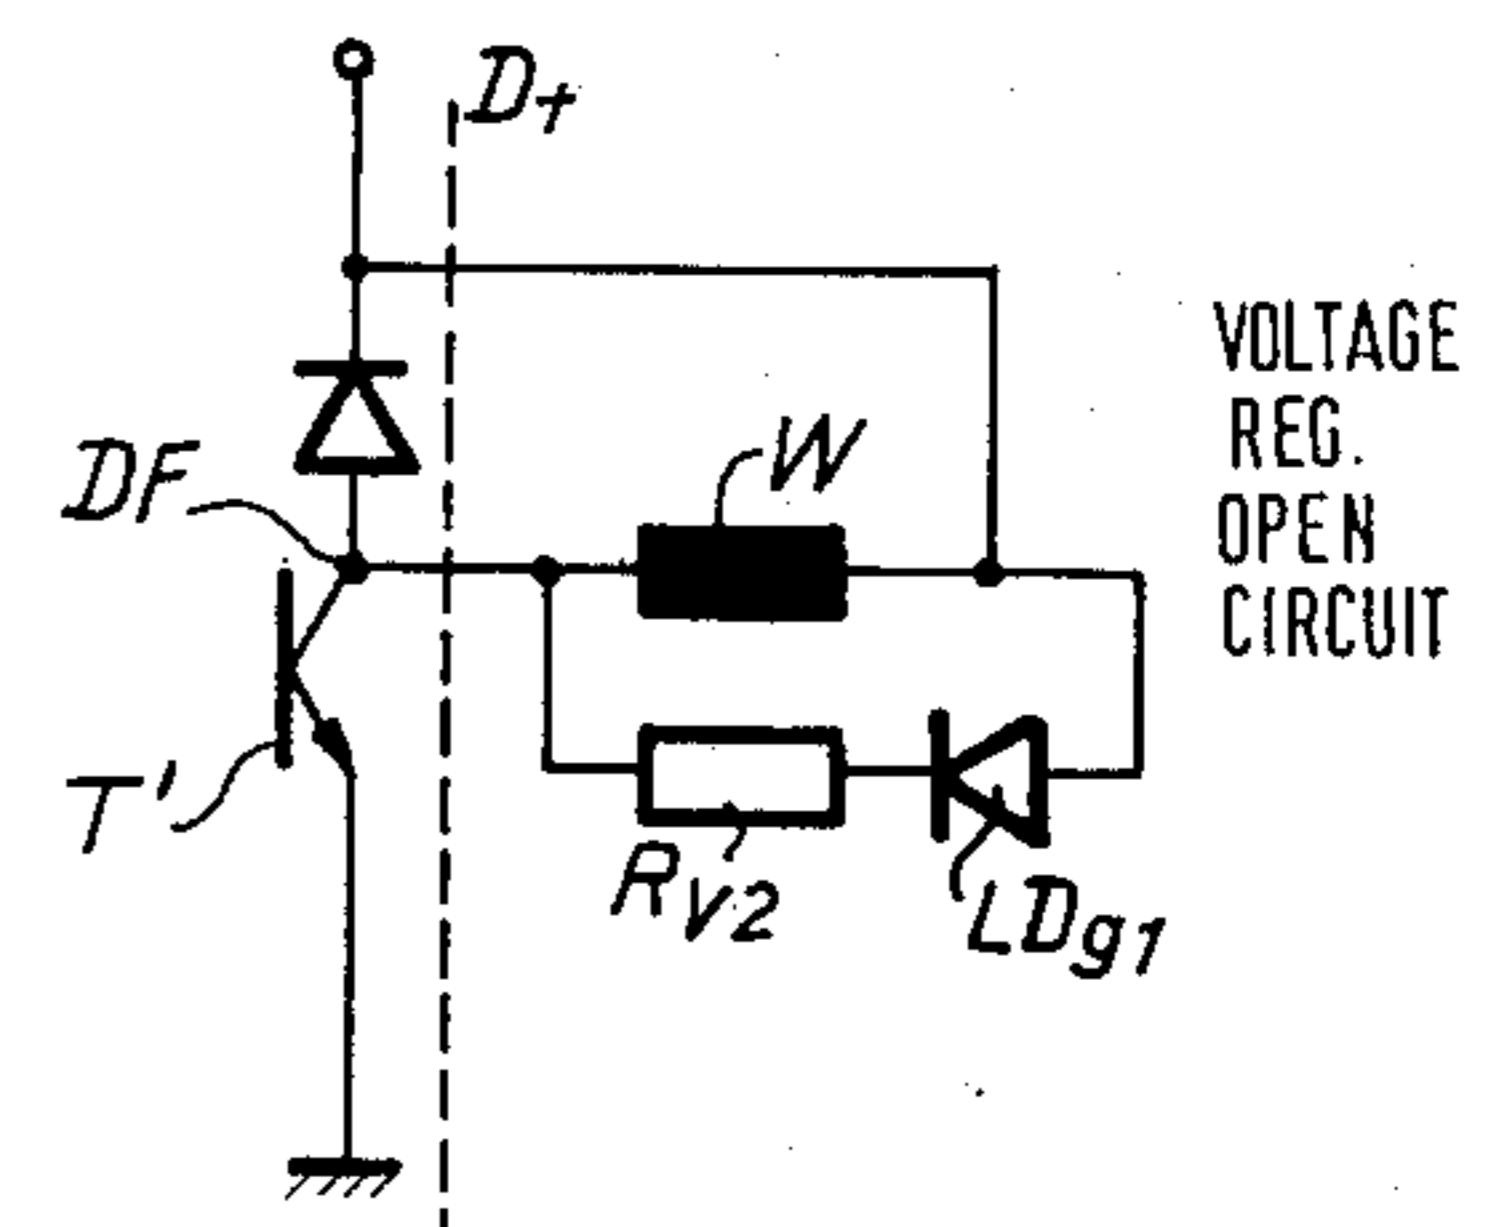 D+
VOLTAGE
REG.
OPEN
CIRCUIT
DF
W
T'
Rv2
LDg1